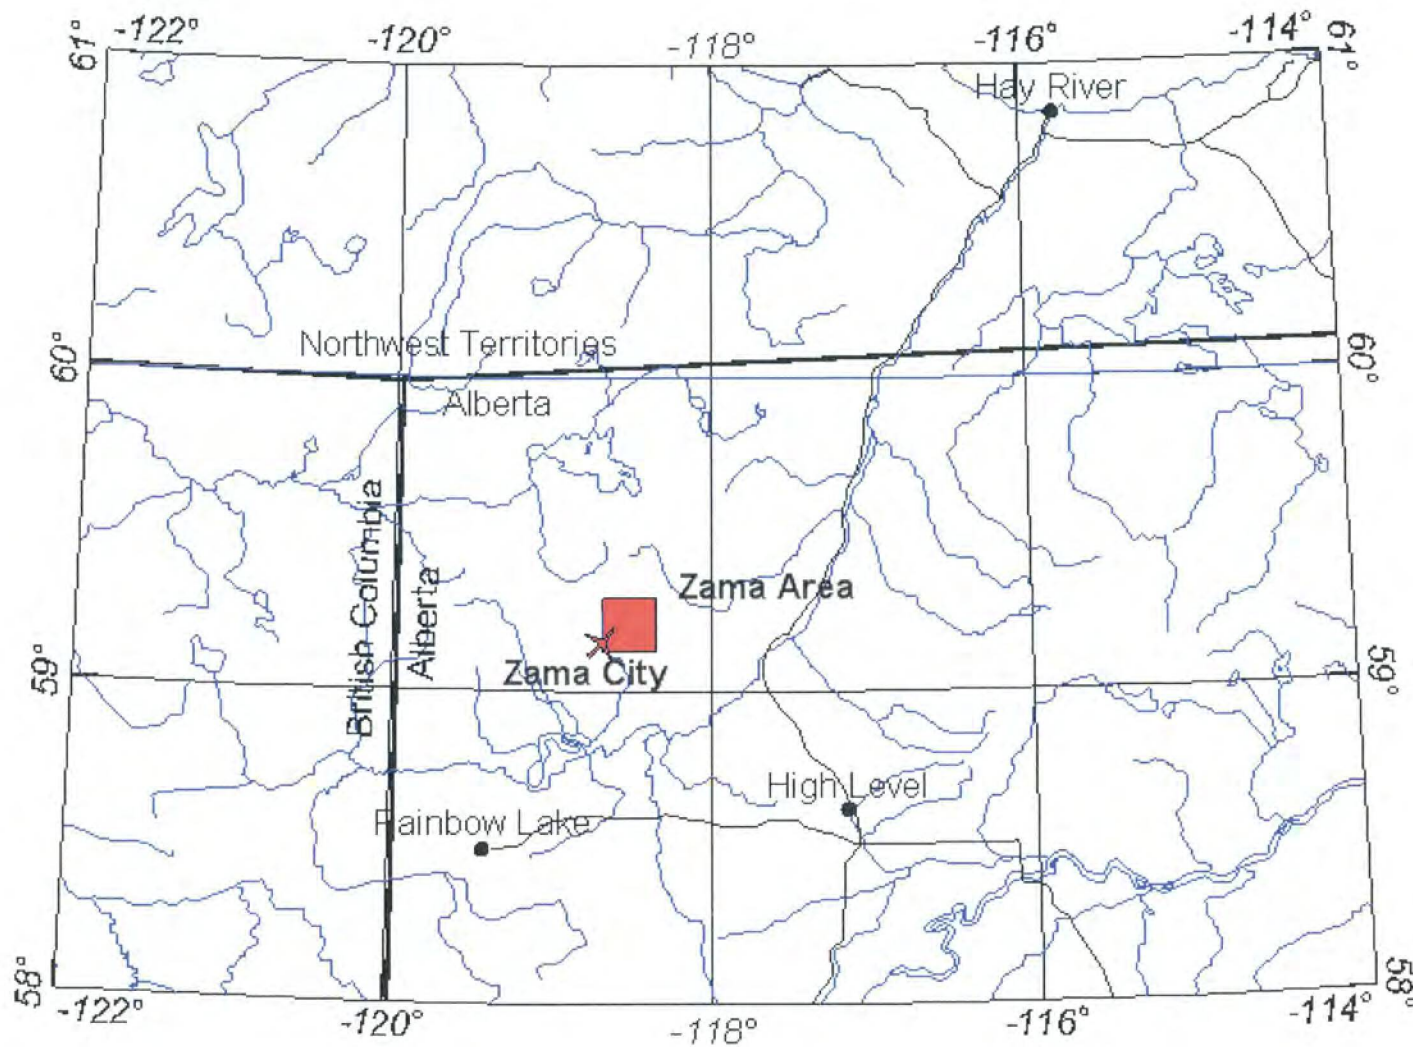 -122° -120° -118° -116° -114°
61° 61°
Hay River
Northwest Territories
60° 60°
Alberta
British Columbia
Alberta
Zama Area
Zama City
59° 59°
High Level
Rainbow Lake
58° 58°
-122° -120° -118° -116° -114°